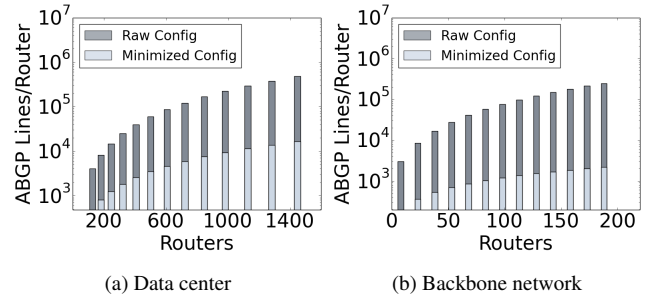 10^7
10^6
10^5
10^4
10^3
ABGP Lines/Router
Raw Config
Minimized Config
200 600 1000 1400
Routers
(a) Data center
10^7
10^6
10^5
10^4
10^3
ABGP Lines/Router
Raw Config
Minimized Config
0 50 100 150 200
Routers
(b) Backbone network